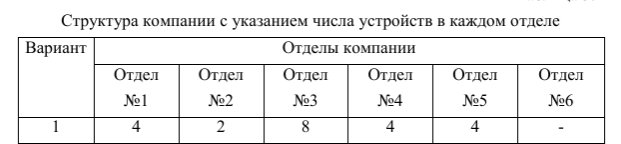 Структура компании с указанием числа устройств в каждом отделе
Вариант Отделы компании
Отдел Отдел Отдел Отдел Отдел Отдел
№1 №2 №3 №4 №5 №6
1 4 2 8 4 4 -